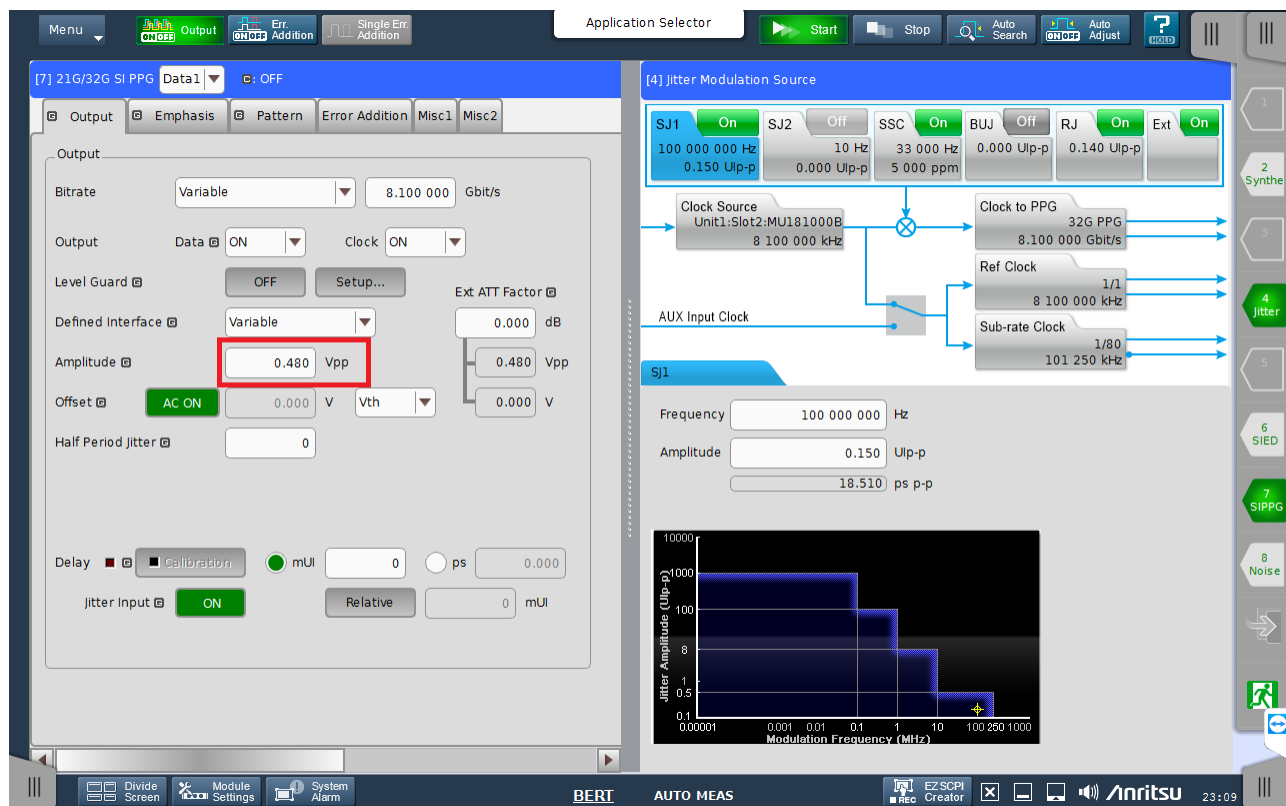 Menu
ON OFF Output
ON OFF Err. Addition
Single Err. Addition
Application Selector
Start
Stop
Auto Search
ON OFF Auto Adjust
? HOLD
[7] 21G/32G SI PPG Data1 C: OFF
Output
Emphasis
Pattern
Error Addition
Misc1
Misc2
Output
Bitrate Variable 8.100 000 Gbit/s
Output Data ON Clock ON
Level Guard OFF Setup...
Ext ATT Factor
Defined Interface Variable 0.000 dB
Amplitude 0.480 Vpp 0.480 Vpp
Offset AC ON 0.000 V Vth 0.000 V
Half Period Jitter 0
Delay Calibration mUI 0 ps 0.000
Jitter Input ON Relative 0 mUI
[4] Jitter Modulation Source
SJ1 On
100 000 000 Hz
0.150 UIp-p
SJ2 Off
10 Hz
0.000 UIp-p
SSC On
33 000 Hz
5 000 ppm
BUJ Off
0.000 UIp-p
RJ On
0.140 UIp-p
Ext On
Clock Source
Unit1:Slot2:MU181000B
8 100 000 kHz
Clock to PPG
32G PPG
8.100 000 Gbit/s
Ref Clock
1/1
8 100 000 kHz
AUX Input Clock
Sub-rate Clock
1/80
101 250 kHz
SJ1
Frequency 100 000 000 Hz
Amplitude 0.150 UIp-p
18.510 ps p-p
Jitter Amplitude (UIp-p)
10000
1000
100
8
1
0.5
0.1
0.00001 0.001 0.01 0.1 1 10 100 250 1000
Modulation Frequency (MHz)
1
2
Synthe
3
4
Jitter
5
6
SIED
7
SIPPG
8
Noise
Divide Screen
Module Settings
System Alarm
BERT
AUTO MEAS
REC EZ SCPI Creator
Anritsu
23:09